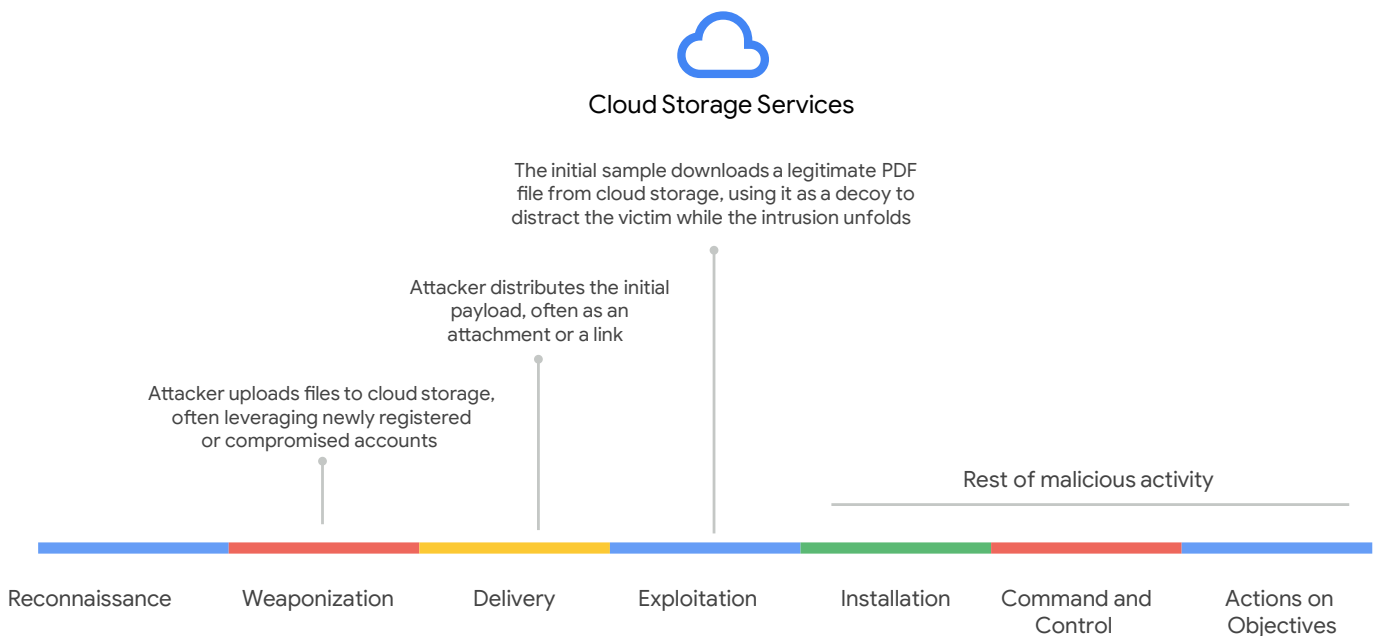 Cloud Storage Services
The initial sample downloads a legitimate PDF
file from cloud storage, using it as a decoy to
distract the victim while the intrusion unfolds
Attacker distributes the initial
payload, often as an
attachment or a link
Attacker uploads files to cloud storage,
often leveraging newly registered
or compromised accounts
Rest of malicious activity
Reconnaissance
Weaponization
Delivery
Exploitation
Installation
Command and
Control
Actions on
Objectives